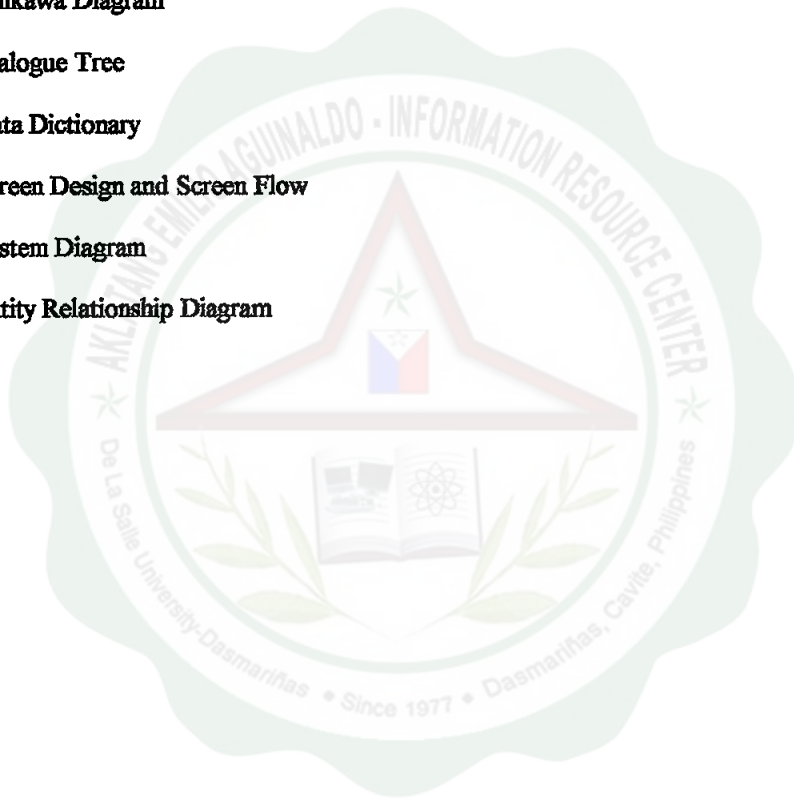 Diagram
alogue Tree
ata Dictionary
reen Design and Screen Flow
stem Diagram
tity Relationship Diagram
AKLATANG EMILIO AGUINALDO - INFORMATION RESOURCE CENTER
De La Salle University-Dasmariñas • Since 1977 • Dasmariñas, Cavite, Philippines